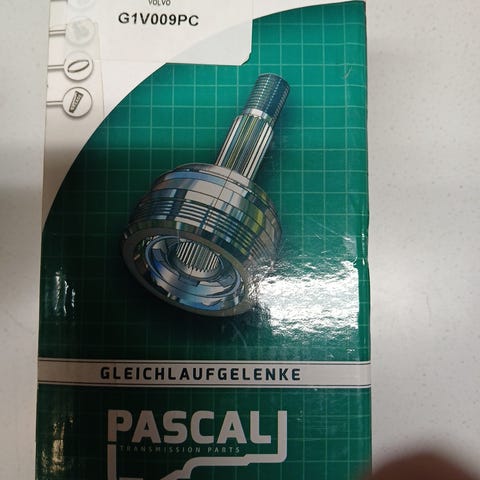 VOLVO
G1V009PC
GLEICHLAUFGELENKE
PASCAL
TRANSMISSION PARTS